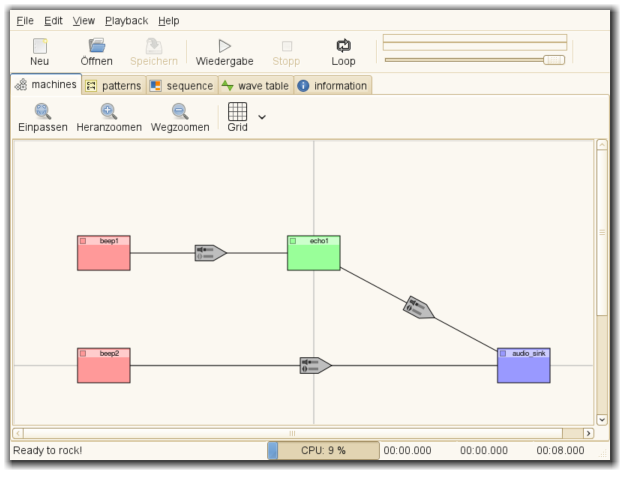 File Edit View Playback Help
Neu Öffnen Speichern Wiedergabe Stopp Loop
machines patterns sequence wave table information
Einpassen Heranzoomen Wegzoomen Grid
beep1 echo1
beep2 audio_sink
Ready to rock! CPU: 9 % 00:00.000 00:00.000 00:08.000